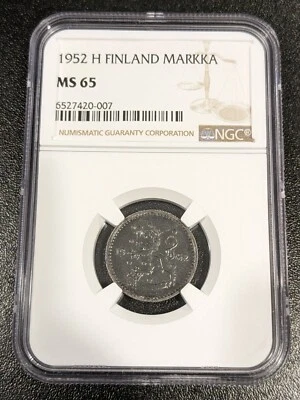 1952 H FINLAND MARKKA
MS 65
6527420-007
NUMISMATIC GUARANTY CORPORATION NGC®